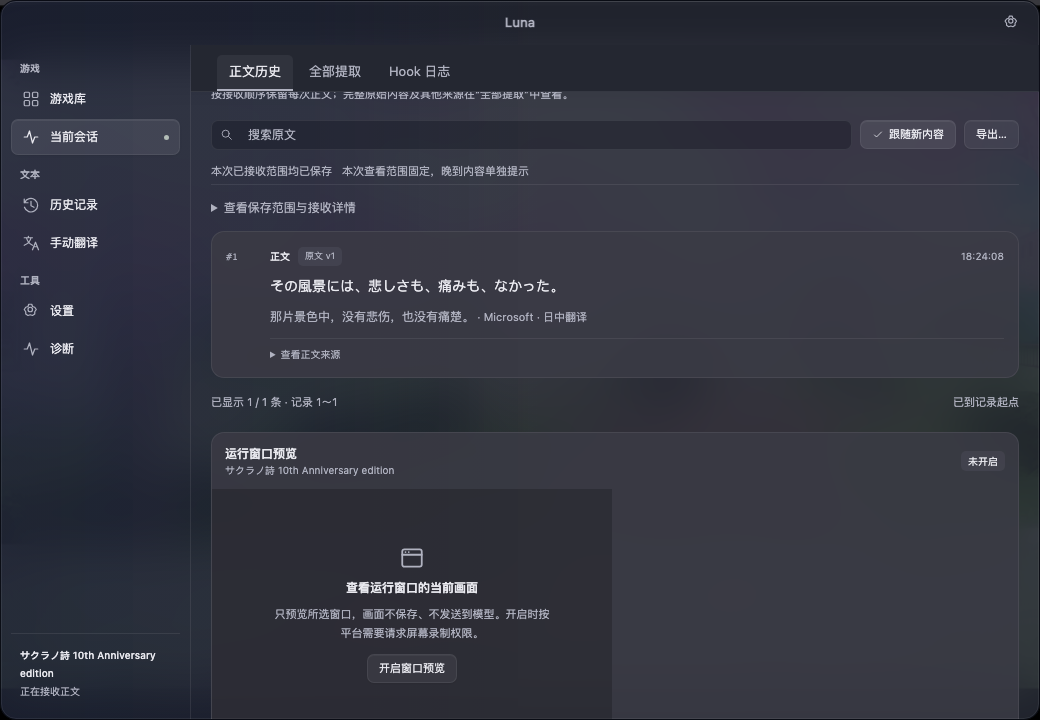 Luna
游戏
游戏库
当前会话
文本
历史记录
手动翻译
工具
设置
诊断
サクラノ詩 10th Anniversary
edition
正在接收正文
正文历史 全部提取 Hook 日志
按接收顺序保留每次正文；完整原始内容及其他来源在"全部提取"中查看。
搜索原文
跟随新内容
导出...
本次已接收范围均已保存 本次查看范围固定，晚到内容单独提示
查看保存范围与接收详情
#1 正文 原文 v1 18:24:08
その風景には、悲しさも、痛みも、なかった。
那片景色中，没有悲伤，也没有痛楚。 · Microsoft · 日中翻译
查看正文来源
已显示 1 / 1 条 · 记录 1～1 已到记录起点
运行窗口预览
サクラノ詩 10th Anniversary edition
未开启
查看运行窗口的当前画面
只预览所选窗口，画面不保存、不发送到模型。开启时按
平台需要请求屏幕录制权限。
开启窗口预览